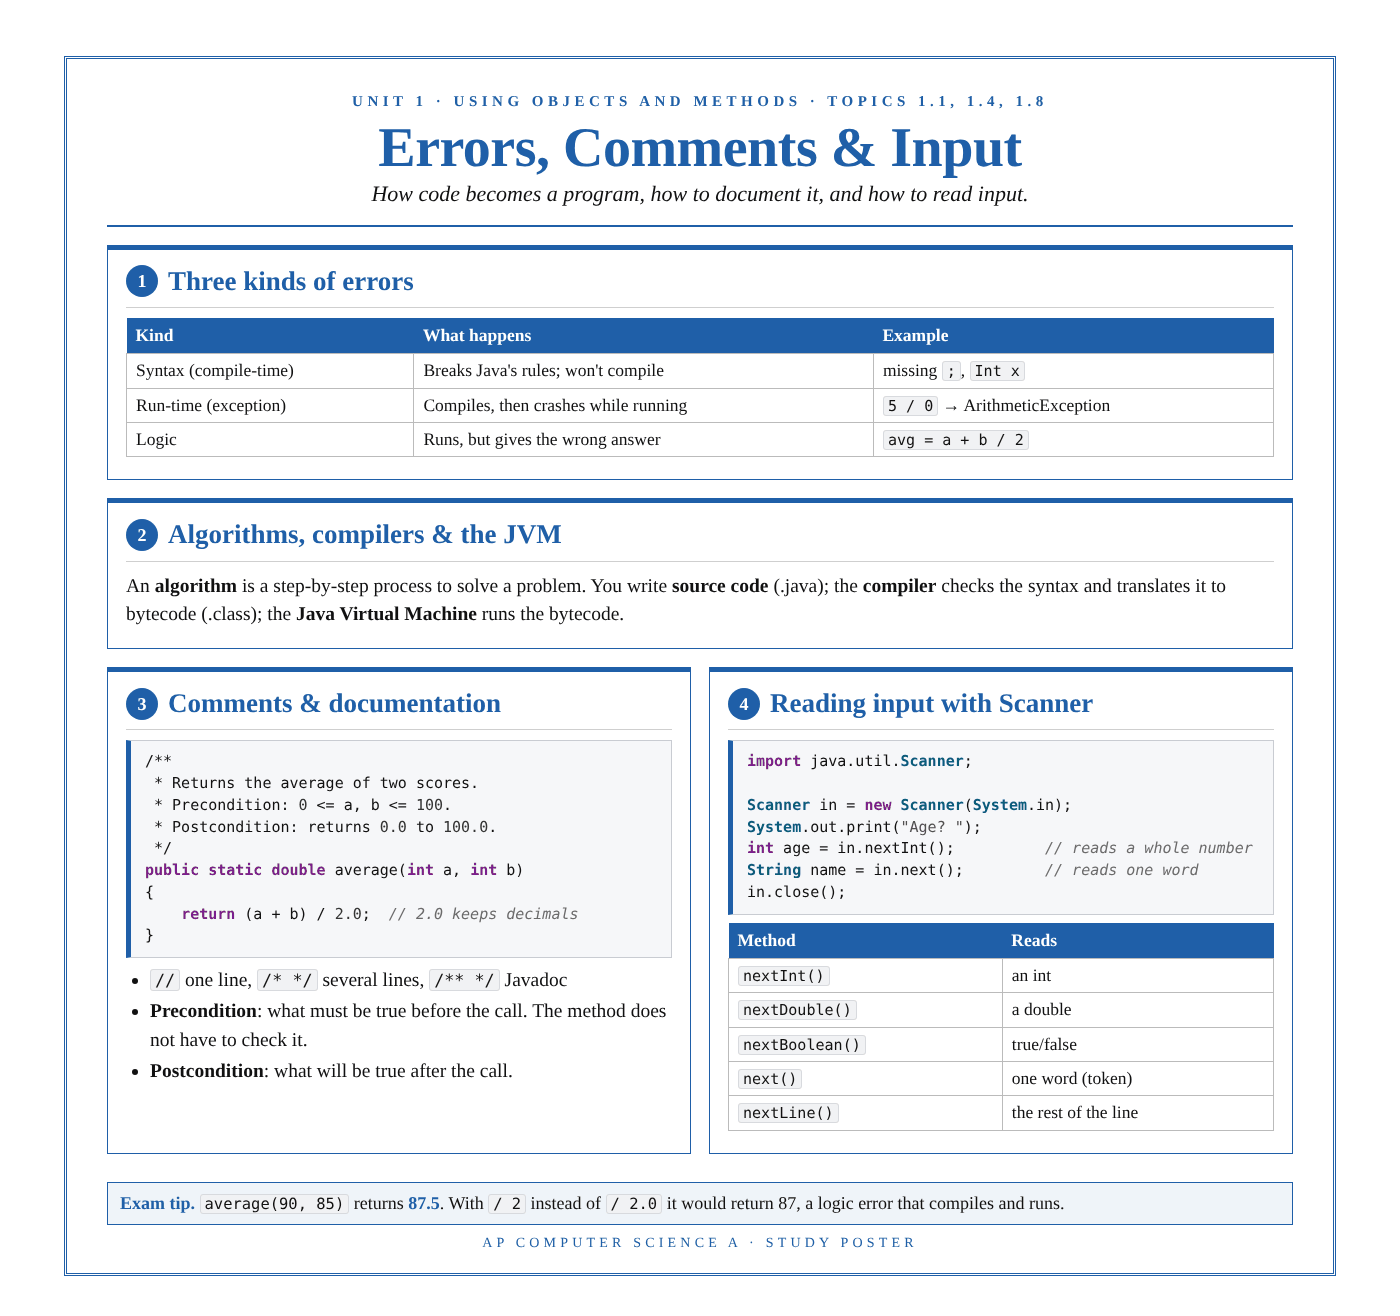 UNIT 1 · USING OBJECTS AND METHODS · TOPICS 1.1, 1.4, 1.8
Errors, Comments & Input
How code becomes a program, how to document it, and how to read input.
1 Three kinds of errors
Kind What happens Example
Syntax (compile-time) Breaks Java's rules; won't compile missing ; , Int x
Run-time (exception) Compiles, then crashes while running 5 / 0 → ArithmeticException
Logic Runs, but gives the wrong answer avg = a + b / 2
2 Algorithms, compilers & the JVM
An algorithm is a step-by-step process to solve a problem. You write source code (.java); the compiler checks the syntax and translates it to
bytecode (.class); the Java Virtual Machine runs the bytecode.
3 Comments & documentation
/**
 * Returns the average of two scores.
 * Precondition: 0 <= a, b <= 100.
 * Postcondition: returns 0.0 to 100.0.
 */
public static double average(int a, int b)
{
    return (a + b) / 2.0;  // 2.0 keeps decimals
}
• // one line, /* */ several lines, /** */ Javadoc
• Precondition: what must be true before the call. The method does
not have to check it.
• Postcondition: what will be true after the call.
4 Reading input with Scanner
import java.util.Scanner;
Scanner in = new Scanner(System.in);
System.out.print("Age? ");
int age = in.nextInt();          // reads a whole number
String name = in.next();         // reads one word
in.close();
Method Reads
nextInt() an int
nextDouble() a double
nextBoolean() true/false
next() one word (token)
nextLine() the rest of the line
Exam tip. average(90, 85) returns 87.5. With / 2 instead of / 2.0 it would return 87, a logic error that compiles and runs.
AP COMPUTER SCIENCE A · STUDY POSTER